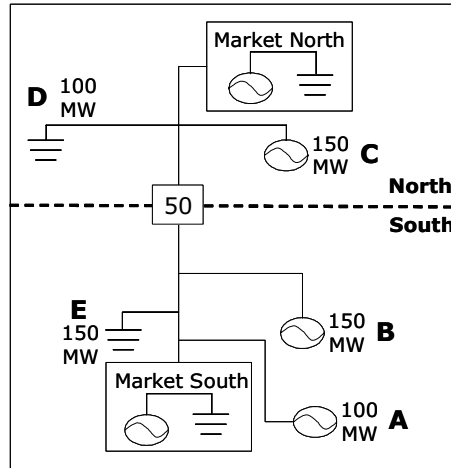 Market North
D 100
MW
150
MW C
North
50
South
E
150
MW
150
MW B
Market South
100
MW A